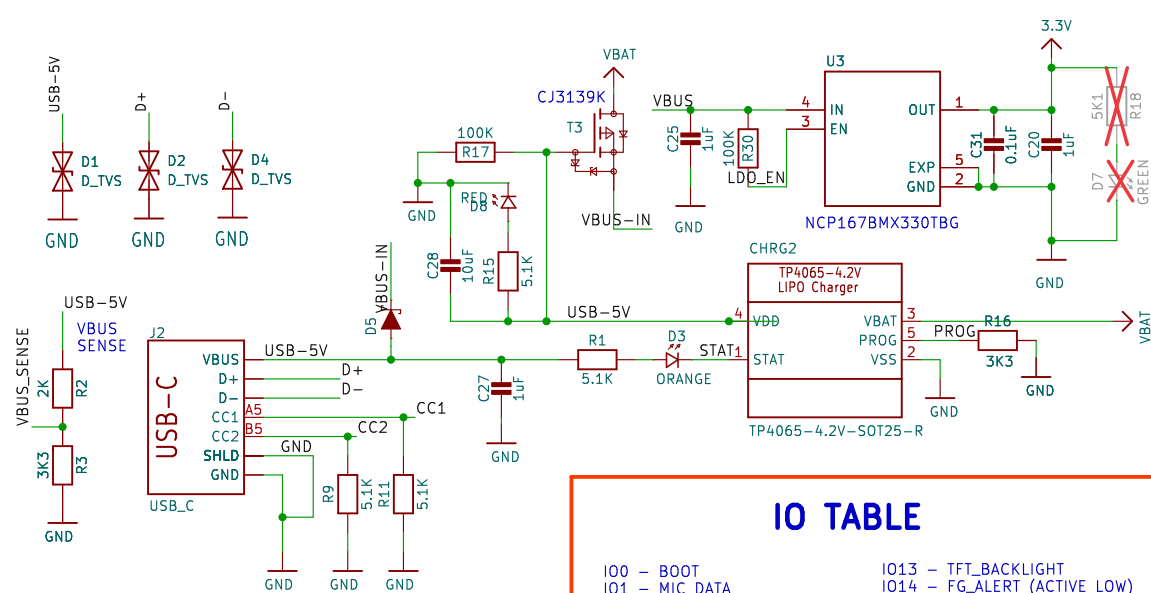 USB-5V
D+
D-
D1
D_TVS
D2
D_TVS
D4
D_TVS
GND
GND
GND
USB-5V
VBUS
SENSE
VBUS_SENSE
2K
R2
3K3
R3
GND
J2
USB-C
VBUS
D+
D-
CC1
CC2
SHLD
GND
A5
B5
USB_C
USB-5V
D+
D-
CC1
CC2
GND
GND
R9
5.1K
GND
R11
5.1K
GND
VBUS-IN
D5
C27
1uF
GND
R1
5.1K
D3
ORANGE
STAT
100K
R17
GND
RED
D8
C28
10uF
R15
5.1K
USB-5V
VBAT
CJ3139K
T3
VBUS-IN
VBUS
C25
1uF
GND
100K
R30
LDO_EN
U3
4
3
IN
EN
OUT
EXP
GND
1
5
2
NCP167BMX330TBG
C31
0.1uF
C20
1uF
3.3V
5K1
R18
D7
GREEN
GND
CHRG2
TP4065-4.2V
LIPO Charger
4
VDD
1
STAT
VBAT
PROG
VSS
3
5
2
TP4065-4.2V-SOT25-R
PROG
R16
3K3
GND
GND
VBAT
IO TABLE
IO0 - BOOT
IO1 - MIC DATA
IO13 - TFT_BACKLIGHT
IO14 - FG_ALERT (ACTIVE LOW)